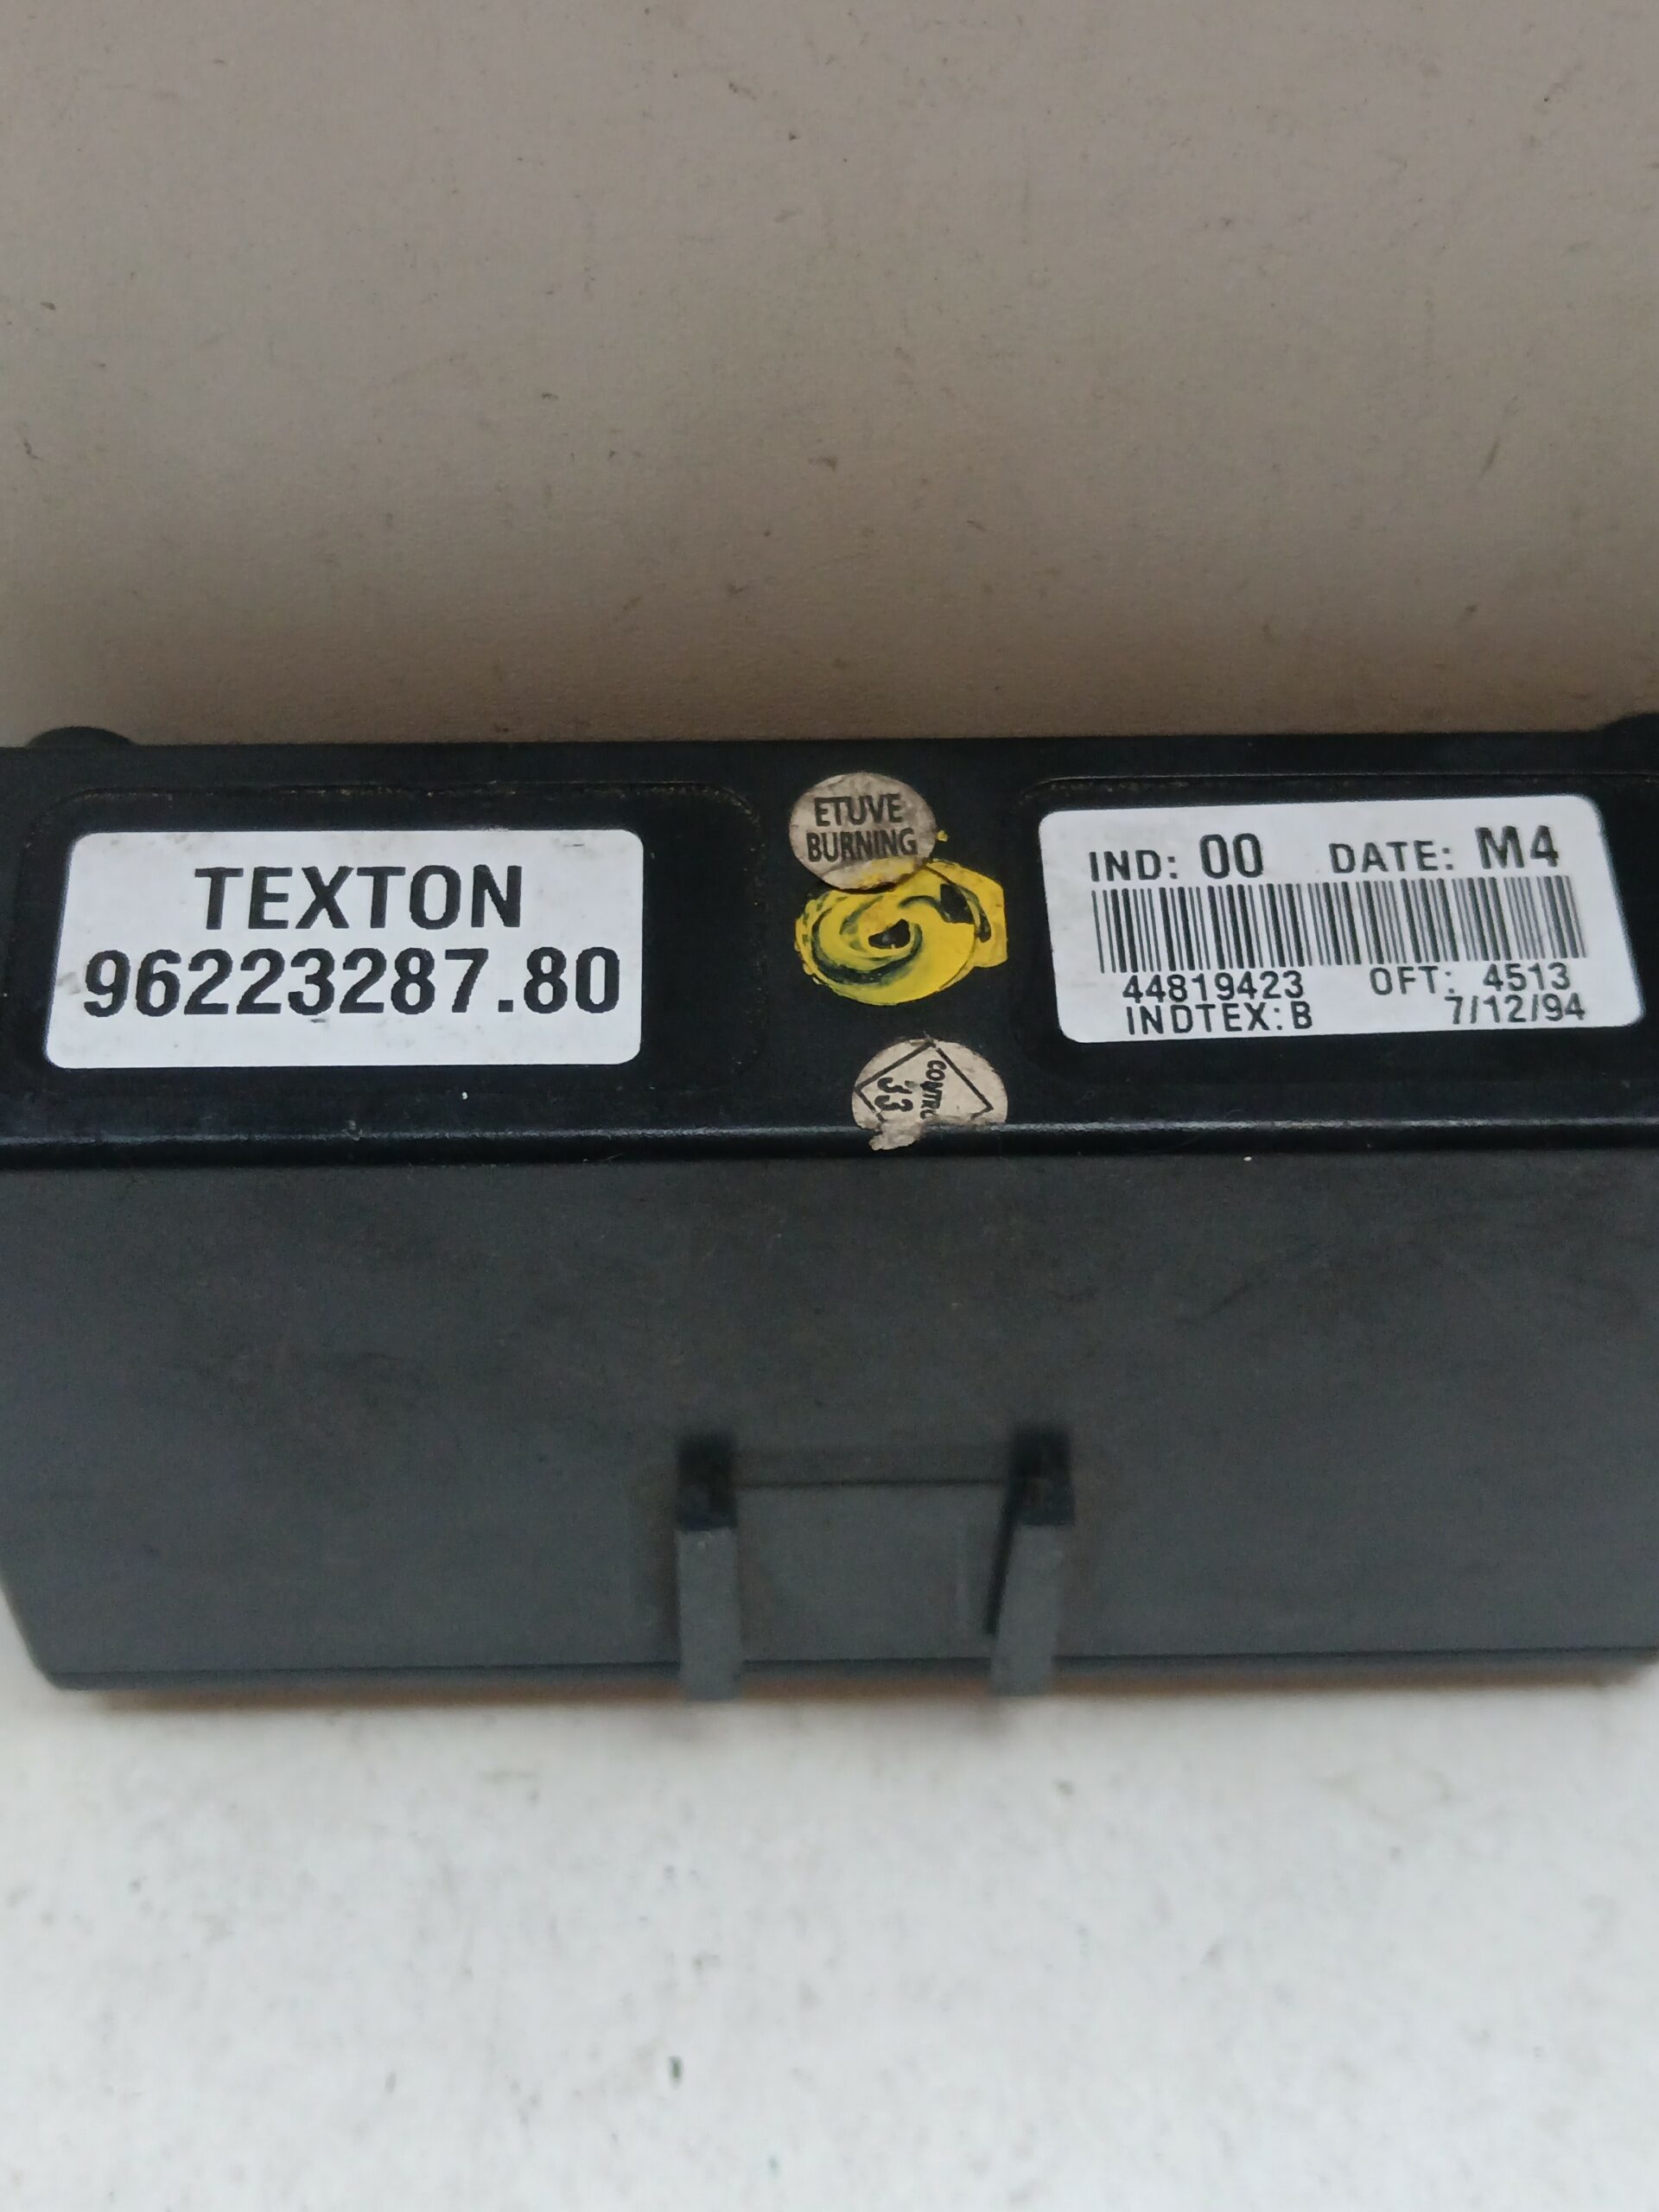 TEXTON
96223287.80
ETUVE
BURNING
33
IND: 00 DATE: M4
44819423 OFT: 4513
INDTEX:B 7/12/94